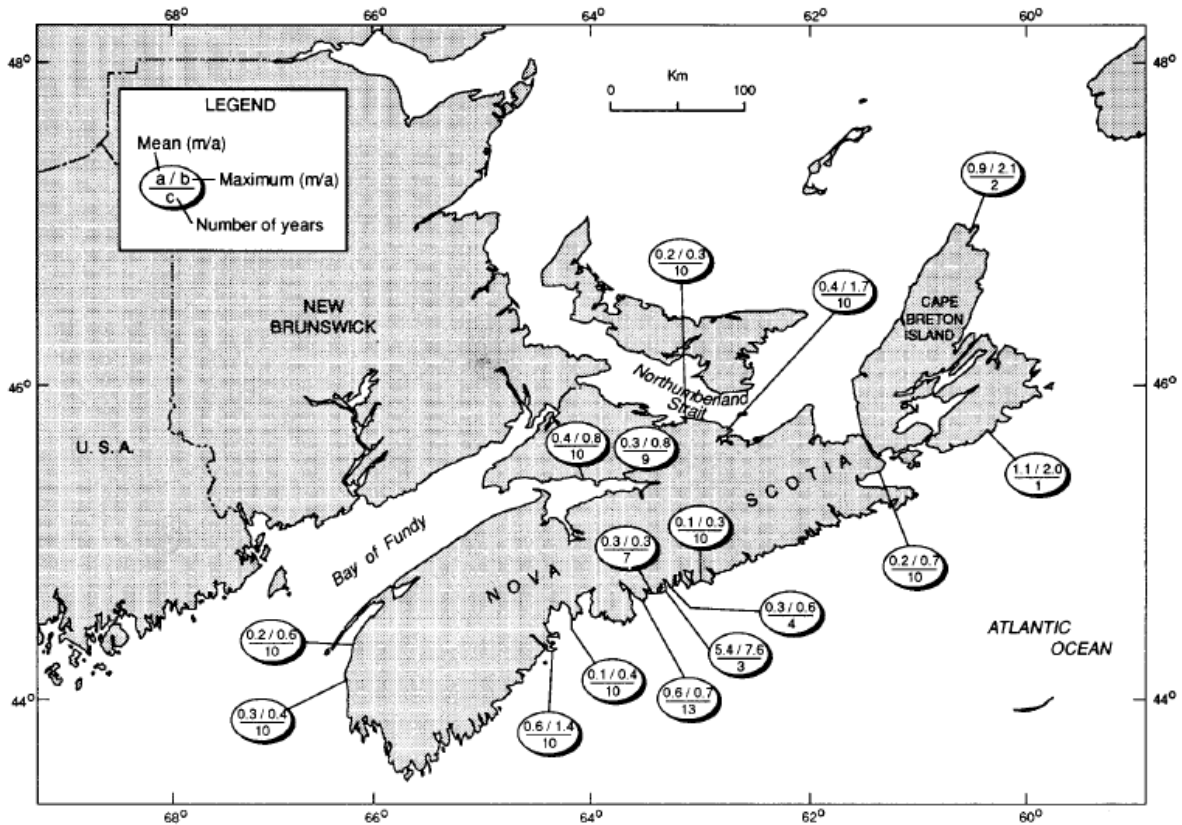 68°
66°
64°
62°
60°
48°
48°
Km
0 50 100
LEGEND
Mean (m/a)
a / b
Maximum (m/a)
c
Number of years
0.9 / 2.1
2
0.2 / 0.3
10
0.4 / 1.7
10
NEW
BRUNSWICK
CAPE
BRETON
ISLAND
46°
46°
Northumberland
Strait
U. S. A.
0.4 / 0.8
10
0.3 / 0.8
9
1.1 / 2.0
1
NOVA SCOTIA
Bay of Fundy
0.1 / 0.3
10
0.3 / 0.3
7
0.2 / 0.7
10
0.3 / 0.6
4
0.2 / 0.6
10
5.4 / 7.6
3
ATLANTIC
OCEAN
0.1 / 0.4
10
0.6 / 0.7
13
44°
44°
0.3 / 0.4
10
0.6 / 1.4
10
68°
66°
64°
62°
60°